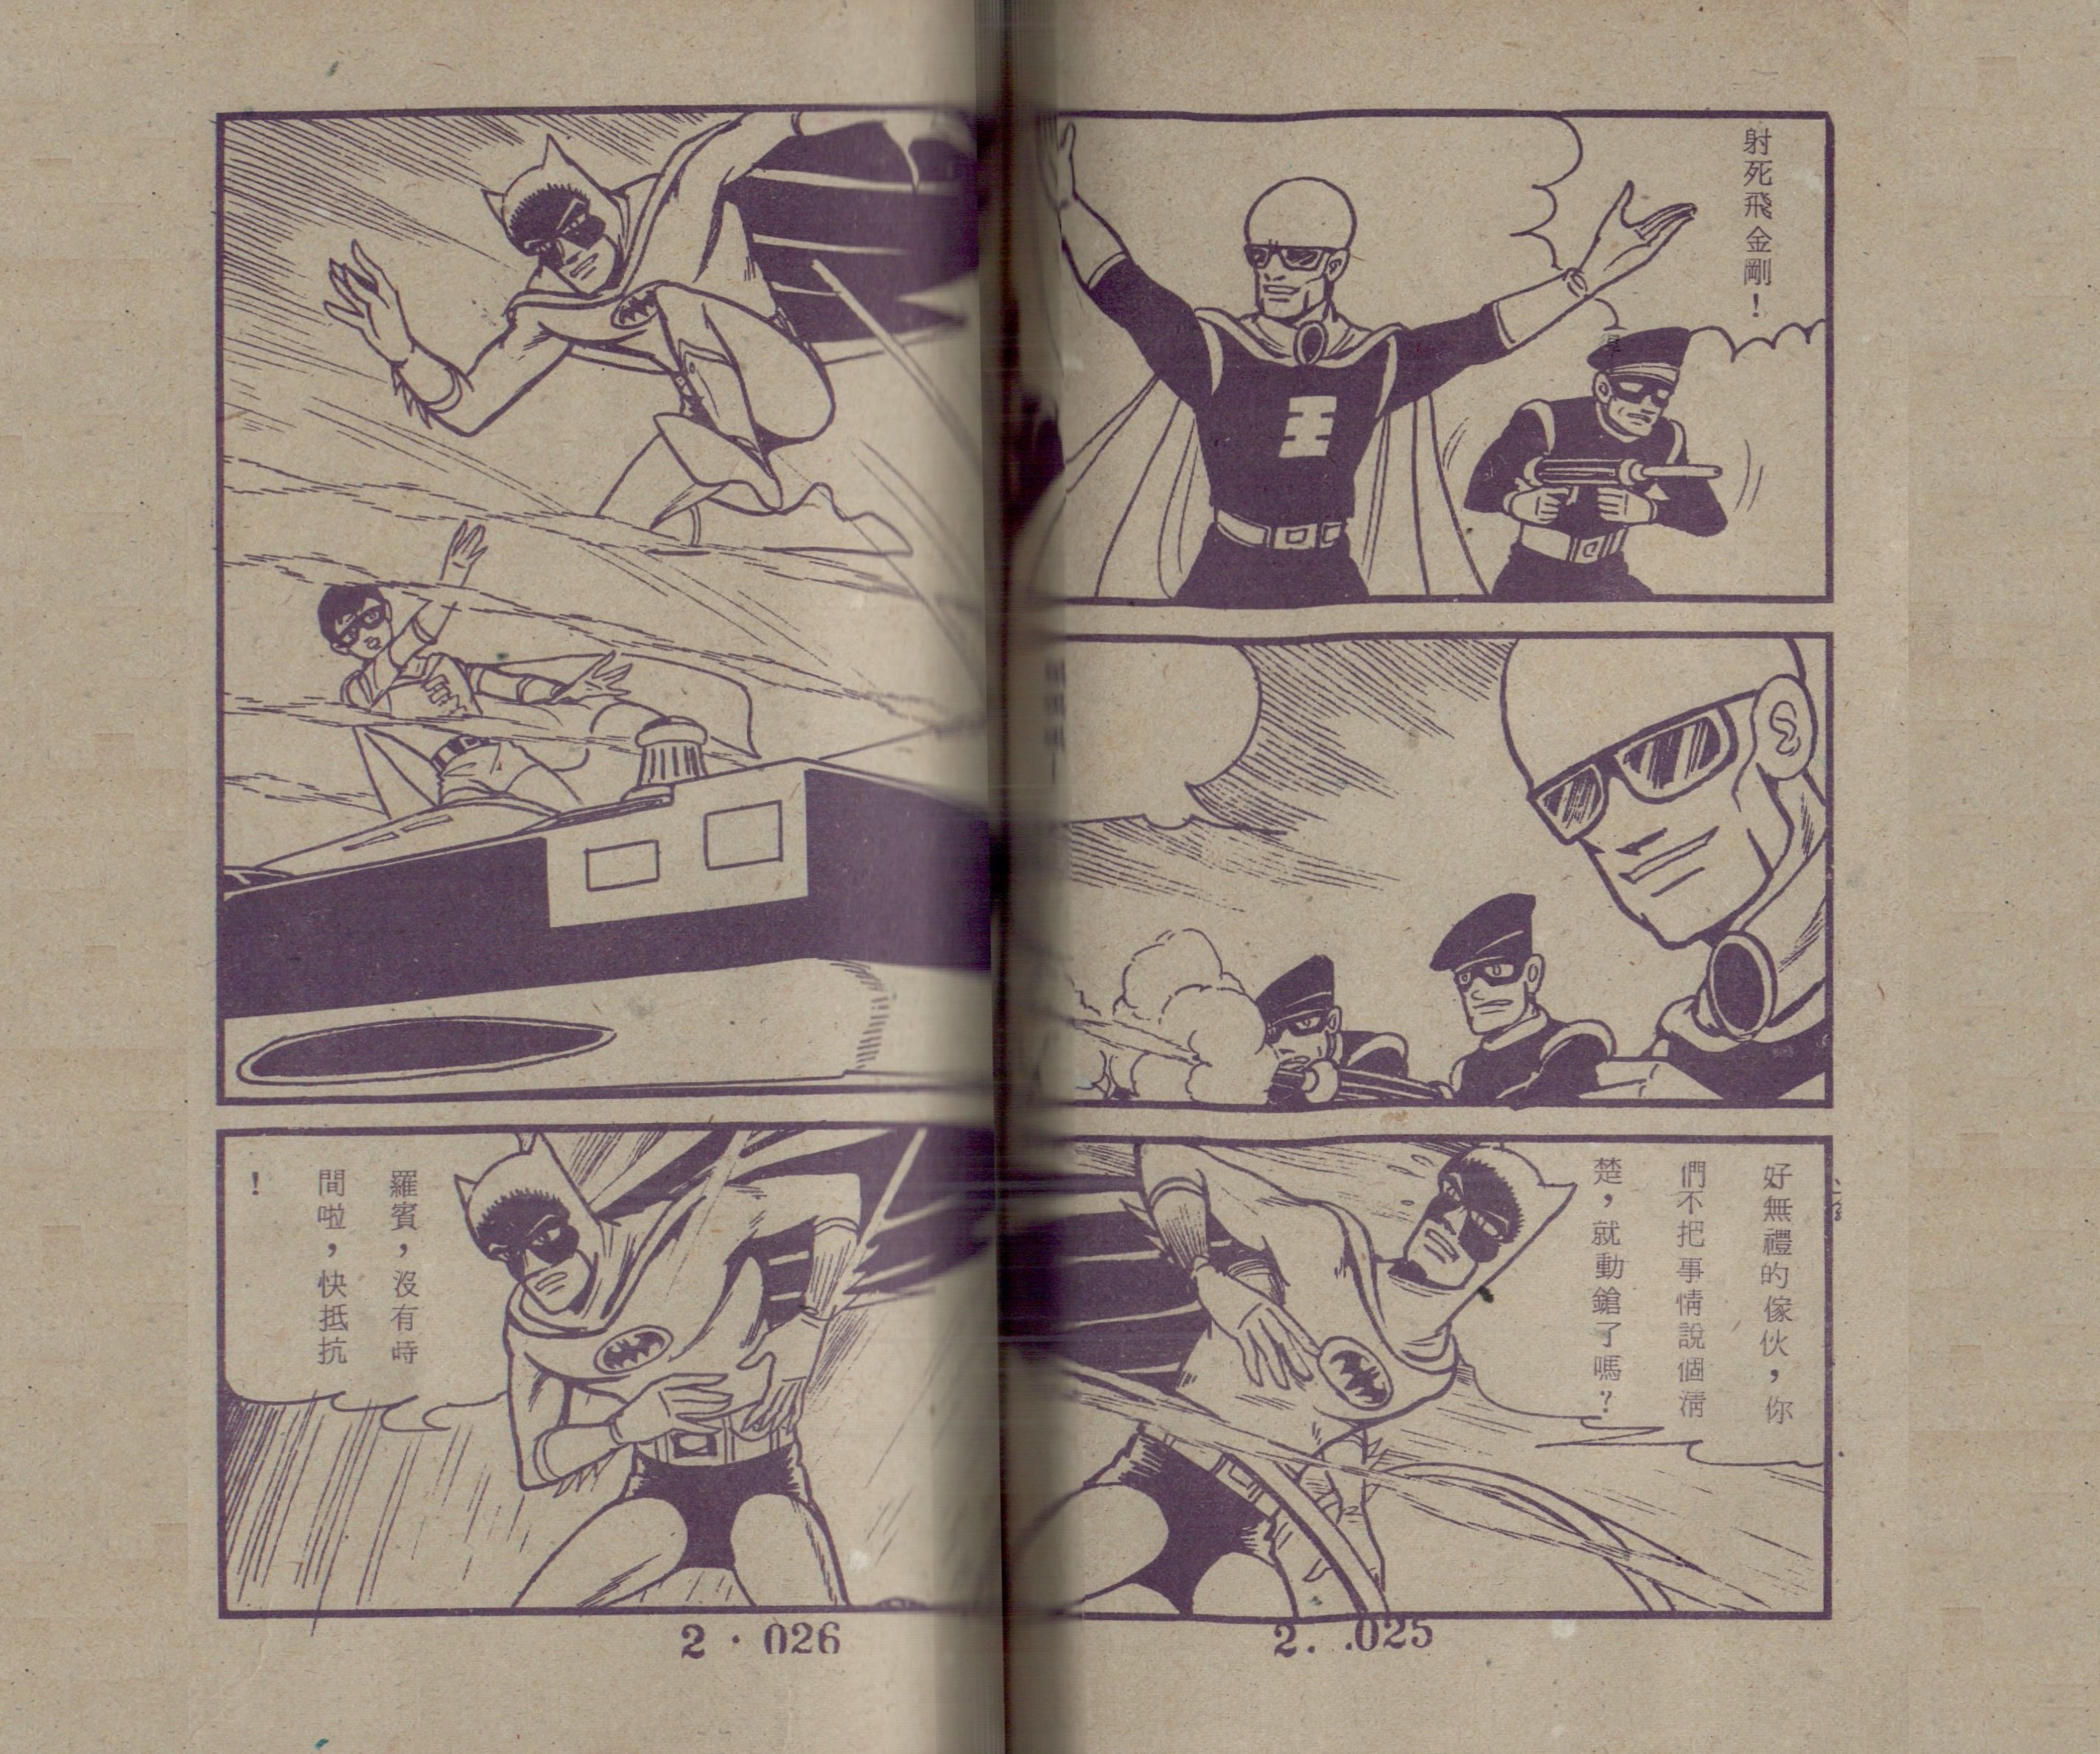 射死飛金剛！
王
好無禮的傢伙，你
們不把事情說個清
楚，就動鎗了嗎？
2．.025
羅賓，沒有時
間啦，快抵抗
！
2・026